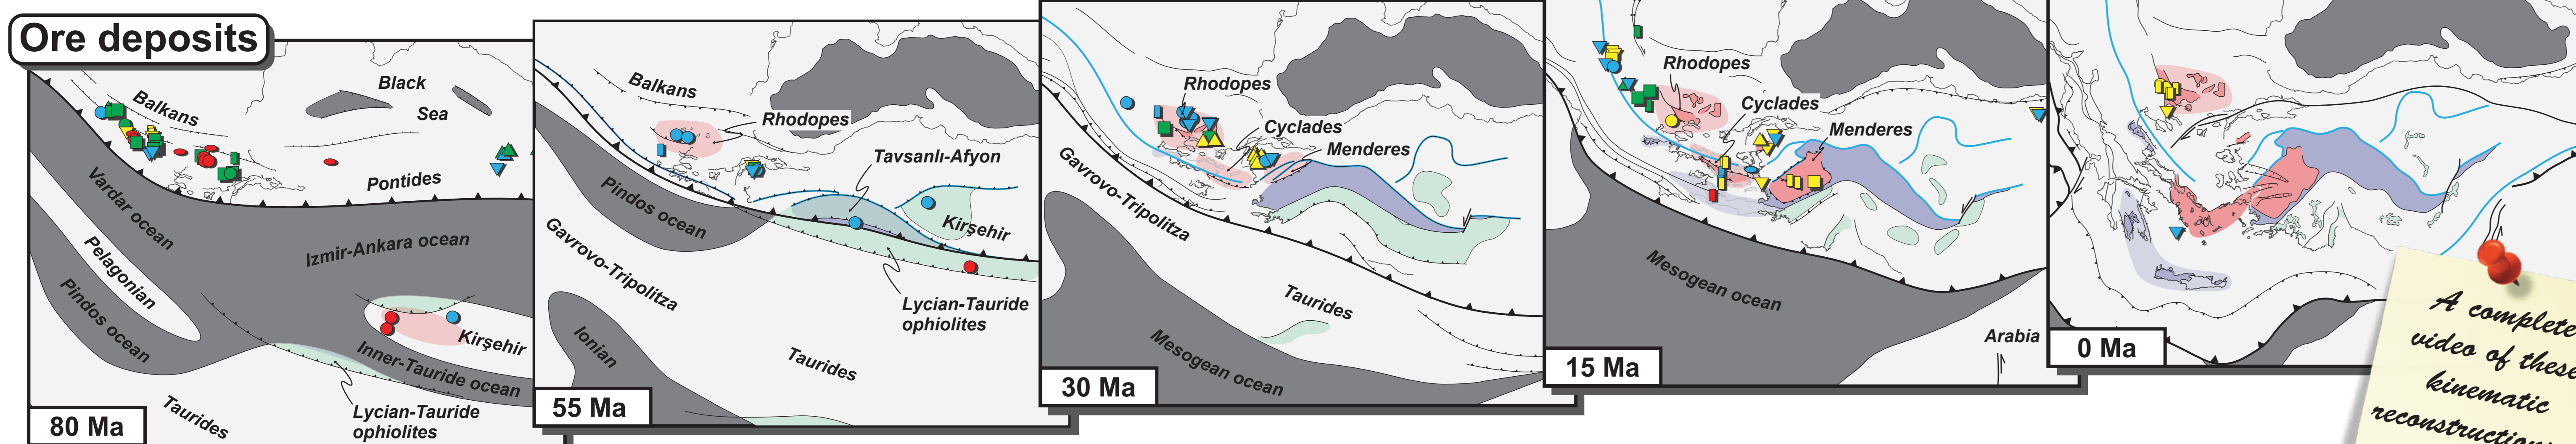 Ore deposits
Balkans
Black
Sea
Pontides
Vardar ocean
Izmir-Ankara ocean
Pelagonian
Pindos ocean
Kirşehir
Inner-Tauride ocean
Lycian-Tauride
ophiolites
Taurides
80 Ma
Balkans
Rhodopes
Tavsanlı-Afyon
Pindos ocean
Kirşehir
Gavrovo-Tripolitza
Lycian-Tauride
ophiolites
Ionian
Taurides
55 Ma
Rhodopes
Cyclades
Menderes
Gavrovo-Tripolitza
Taurides
Mesogean ocean
30 Ma
Rhodopes
Cyclades
Menderes
Mesogean ocean
Arabia
15 Ma
0 Ma
A complete
video of these
kinematic